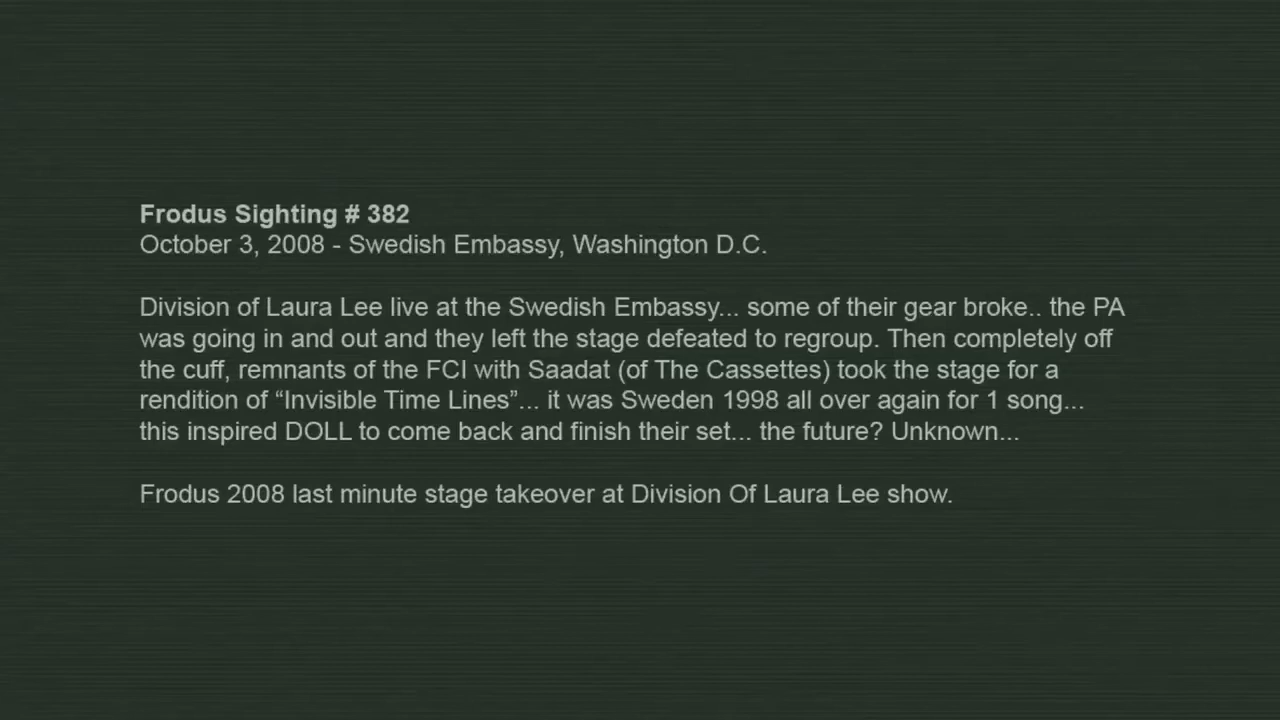 Frodus Sighting # 382
October 3, 2008 - Swedish Embassy, Washington D.C.
Division of Laura Lee live at the Swedish Embassy... some of their gear broke.. the PA
was going in and out and they left the stage defeated to regroup. Then completely off
the cuff, remnants of the FCI with Saadat (of The Cassettes) took the stage for a
rendition of “Invisible Time Lines”... it was Sweden 1998 all over again for 1 song...
this inspired DOLL to come back and finish their set... the future? Unknown...
Frodus 2008 last minute stage takeover at Division Of Laura Lee show.